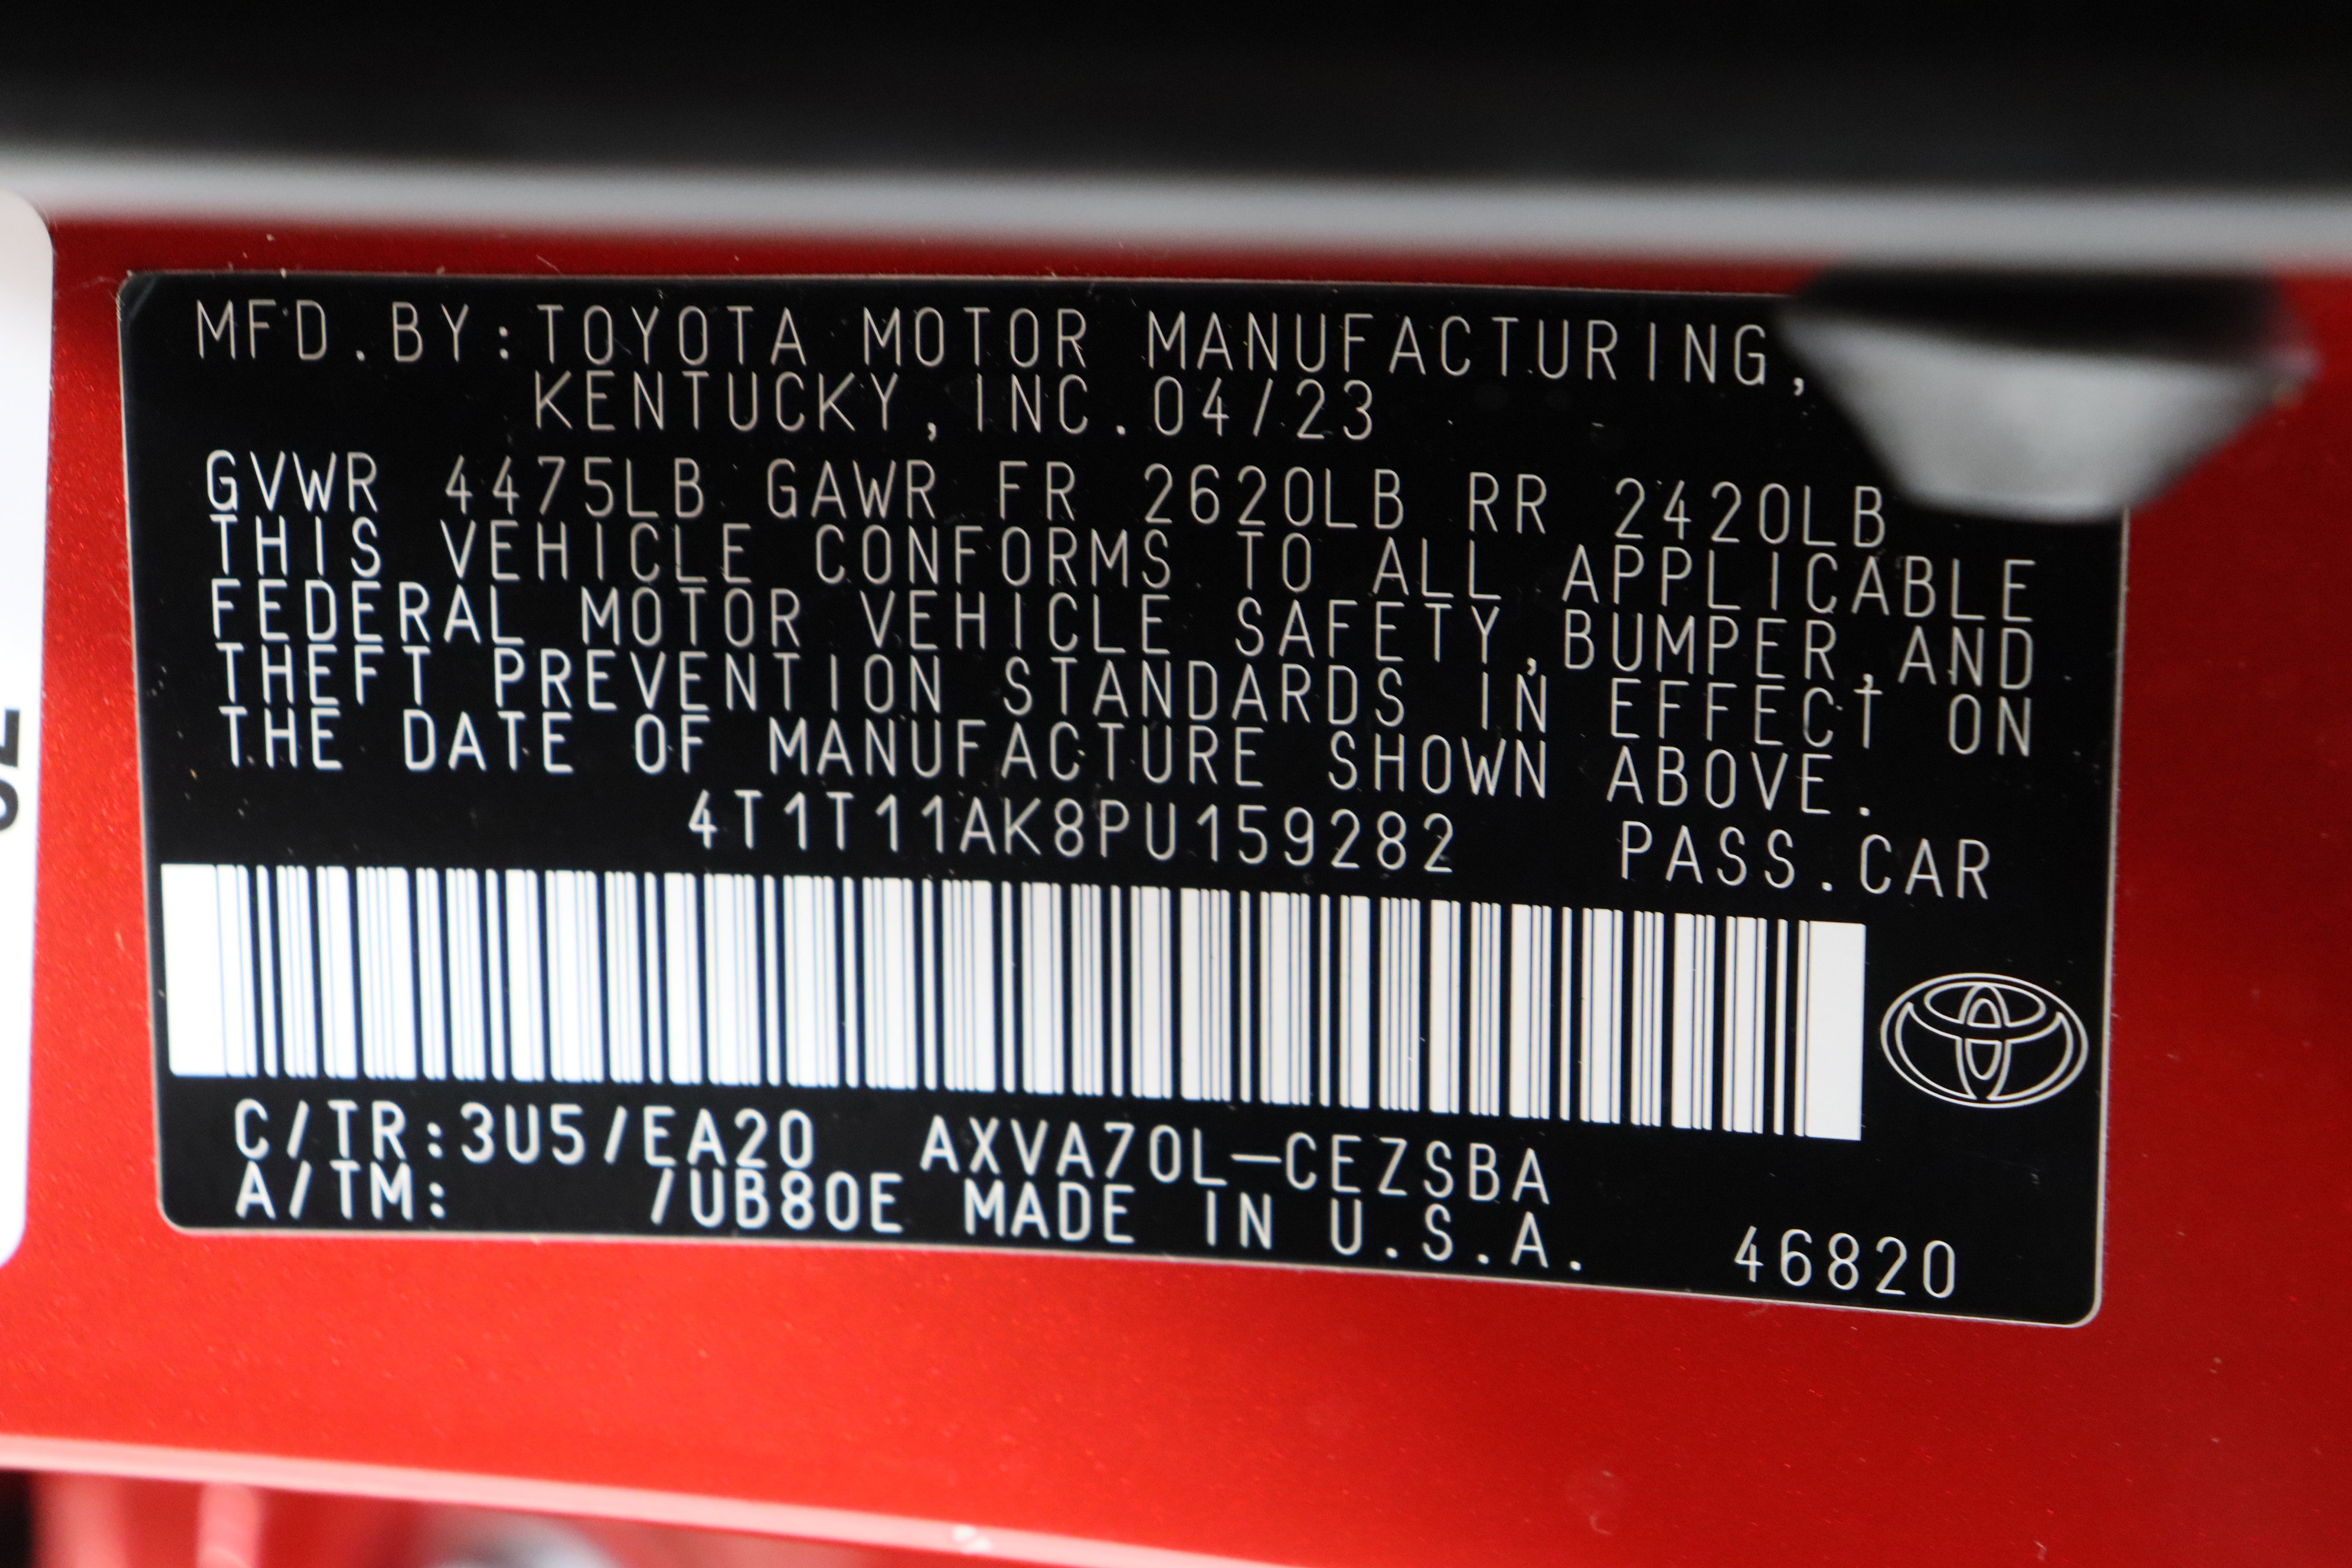 MFD.BY:TOYOTA MOTOR MANUFACTURING,
KENTUCKY,INC.04/23
GVWR 4475LB GAWR FR 2620LB RR 2420LB
THIS VEHICLE CONFORMS TO ALL APPLICABLE
FEDERAL MOTOR VEHICLE SAFETY,BUMPER,AND
THEFT PREVENTION STANDARDS IN EFFECT ON
THE DATE OF MANUFACTURE SHOWN ABOVE.
4T1T11AK8PU159282 PASS.CAR
C/TR:3U5/EA20 AXVA70L-CEZSBA
A/TM: /UB80E MADE IN U.S.A. 46820